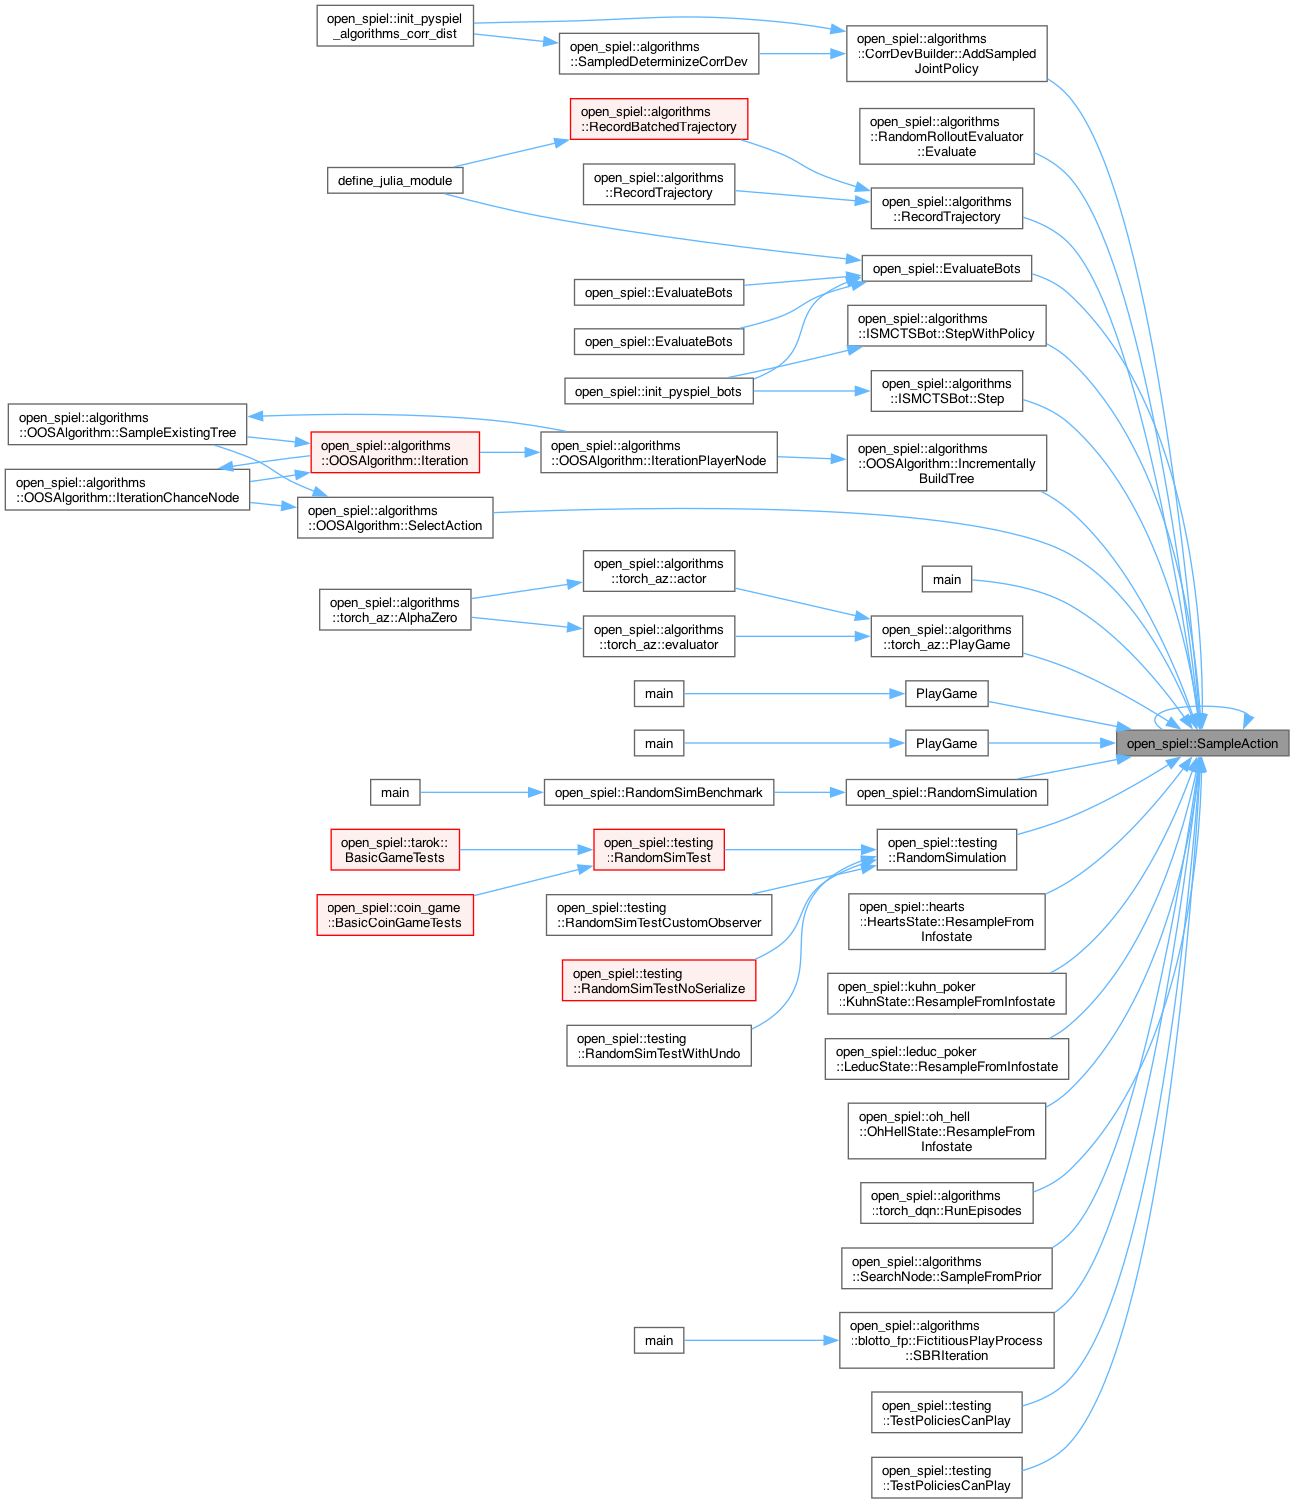 open_spiel::init_pyspiel
_algorithms_corr_dist
open_spiel::algorithms
::SampledDeterminizeCorrDev
open_spiel::algorithms
::CorrDevBuilder::AddSampled
JointPolicy
open_spiel::algorithms
::RecordBatchedTrajectory
open_spiel::algorithms
::RandomRolloutEvaluator
::Evaluate
define_julia_module
open_spiel::algorithms
::RecordTrajectory
open_spiel::algorithms
::RecordTrajectory
open_spiel::EvaluateBots
open_spiel::EvaluateBots
open_spiel::EvaluateBots
open_spiel::algorithms
::ISMCTSBot::StepWithPolicy
open_spiel::init_pyspiel_bots
open_spiel::algorithms
::ISMCTSBot::Step
open_spiel::algorithms
::OOSAlgorithm::SampleExistingTree
open_spiel::algorithms
::OOSAlgorithm::Iteration
open_spiel::algorithms
::OOSAlgorithm::IterationPlayerNode
open_spiel::algorithms
::OOSAlgorithm::Incrementally
BuildTree
open_spiel::algorithms
::OOSAlgorithm::IterationChanceNode
open_spiel::algorithms
::OOSAlgorithm::SelectAction
open_spiel::algorithms
::torch_az::actor
main
open_spiel::algorithms
::torch_az::AlphaZero
open_spiel::algorithms
::torch_az::evaluator
open_spiel::algorithms
::torch_az::PlayGame
main
PlayGame
main
PlayGame
open_spiel::SampleAction
main
open_spiel::RandomSimBenchmark
open_spiel::RandomSimulation
open_spiel::tarok::
BasicGameTests
open_spiel::testing
::RandomSimTest
open_spiel::testing
::RandomSimulation
open_spiel::coin_game
::BasicCoinGameTests
open_spiel::testing
::RandomSimTestCustomObserver
open_spiel::hearts
::HeartsState::ResampleFrom
Infostate
open_spiel::testing
::RandomSimTestNoSerialize
open_spiel::kuhn_poker
::KuhnState::ResampleFromInfostate
open_spiel::testing
::RandomSimTestWithUndo
open_spiel::leduc_poker
::LeducState::ResampleFromInfostate
open_spiel::oh_hell
::OhHellState::ResampleFrom
Infostate
open_spiel::algorithms
::torch_dqn::RunEpisodes
open_spiel::algorithms
::SearchNode::SampleFromPrior
main
open_spiel::algorithms
::blotto_fp::FictitiousPlayProcess
::SBRIteration
open_spiel::testing
::TestPoliciesCanPlay
open_spiel::testing
::TestPoliciesCanPlay